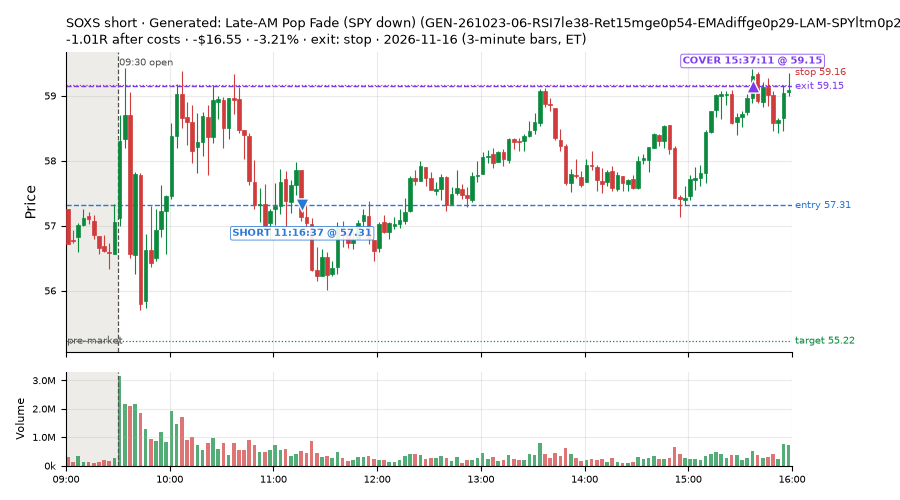 SOXS short · Generated: Late-AM Pop Fade (SPY down) (GEN-261023-06-RSI7le38-Ret15mge0p54-EMAdiffge0p29-LAM-SPYltm0p2
-1.01R after costs · -$16.55 · -3.21% · exit: stop · 2026-11-16 (3-minute bars, ET)
09:30 open
COVER 15:37:11 @ 59.15
stop 59.16
exit 59.15
59
58
Price
entry 57.31
57
SHORT 11:16:37 @ 57.31
56
pre-market
target 55.22
3.0M
2.0M
Volume
1.0M
0k
09:00 10:00 11:00 12:00 13:00 14:00 15:00 16:00